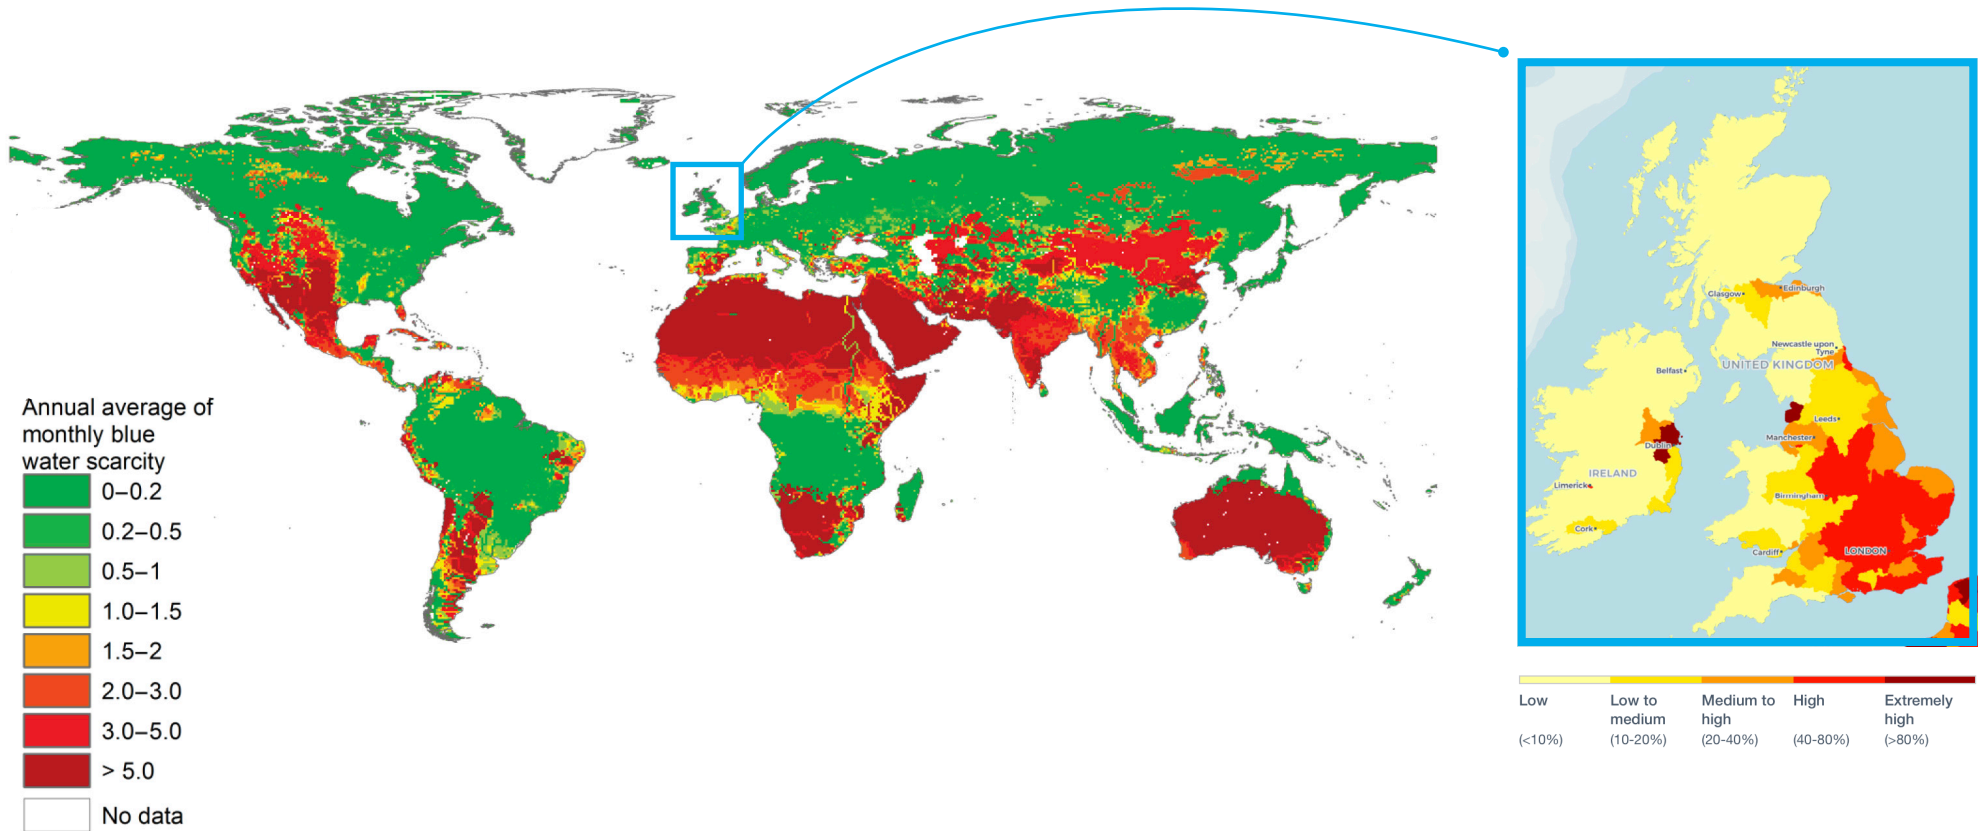 Annual average of
monthly blue
water scarcity
0–0.2
0.2–0.5
0.5–1
1.0–1.5
1.5–2
2.0–3.0
3.0–5.0
> 5.0
No data
Glasgow
Edinburgh
Newcastle upon
Tyne
UNITED KINGDOM
Belfast
Leeds
Manchester
Dublin
IRELAND
Limerick
Birmingham
Cork
Cardiff
LONDON
Low
(<10%)
Low to
medium
(10-20%)
Medium to
high
(20-40%)
High
(40-80%)
Extremely
high
(>80%)